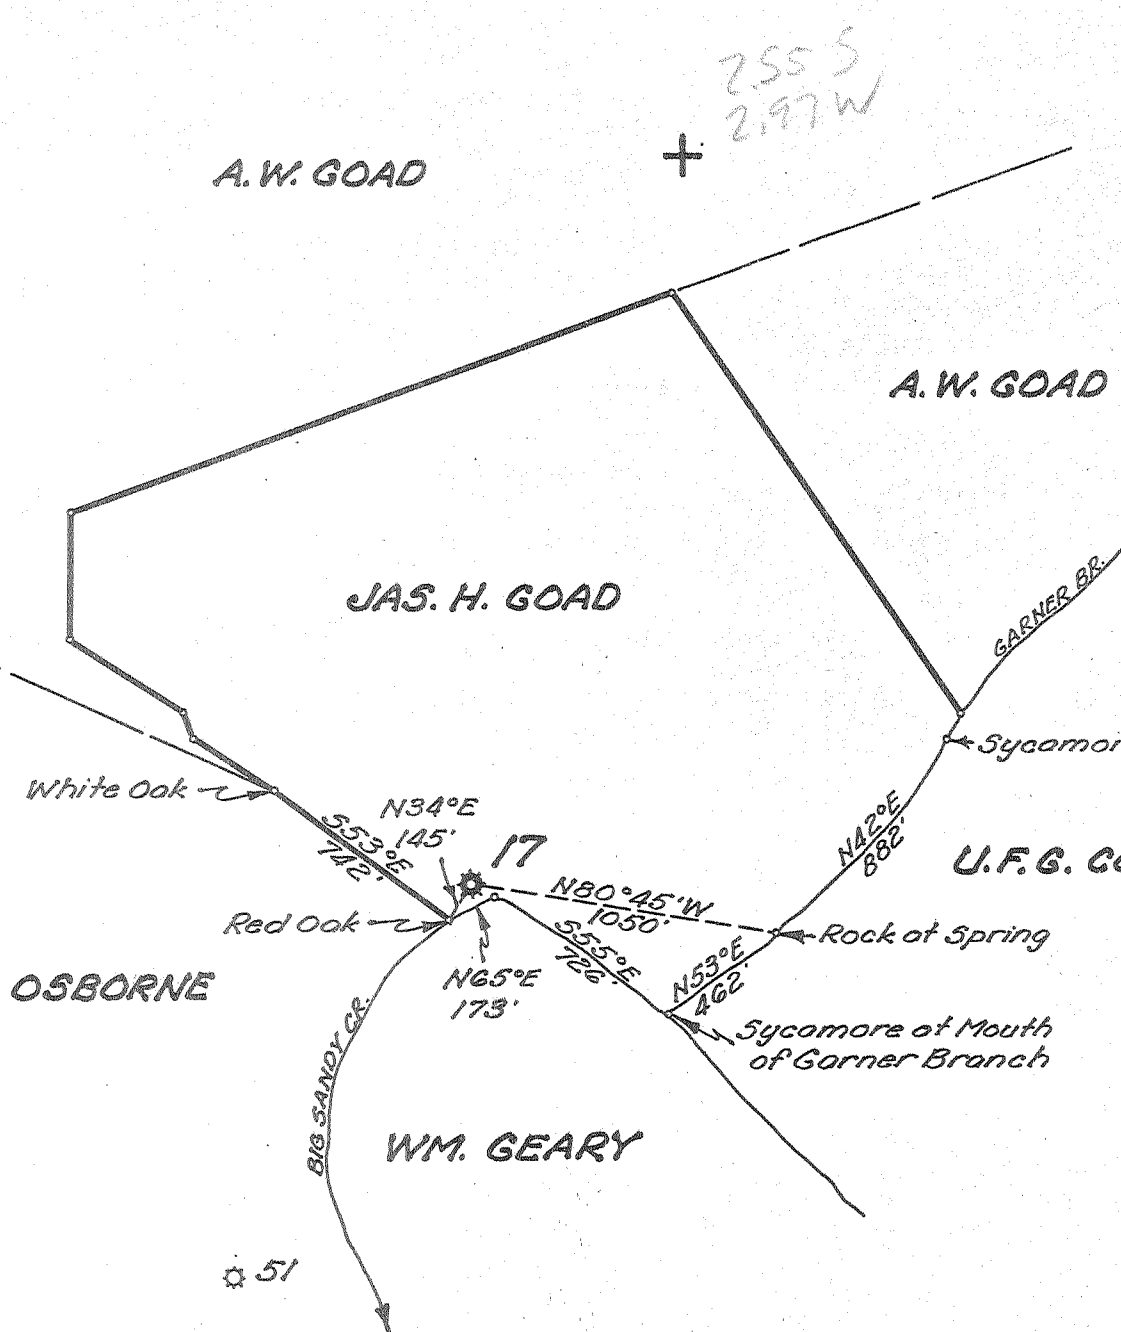 2.55 S
2.97 W
A.W. GOAD
A.W. GOAD
JAS. H. GOAD
GARNER BR.
Sycamor
White Oak
N34°E
145'
S53°E
742'
17
N42°E
882'
U.F.G. Co
N80°45'W
1050'
Red Oak
Rock at Spring
S55°E
726'
N53°E
462'
OSBORNE
N65°E
173'
Sycamore at Mouth
of Garner Branch
BIG SANDY CR.
WM. GEARY
51